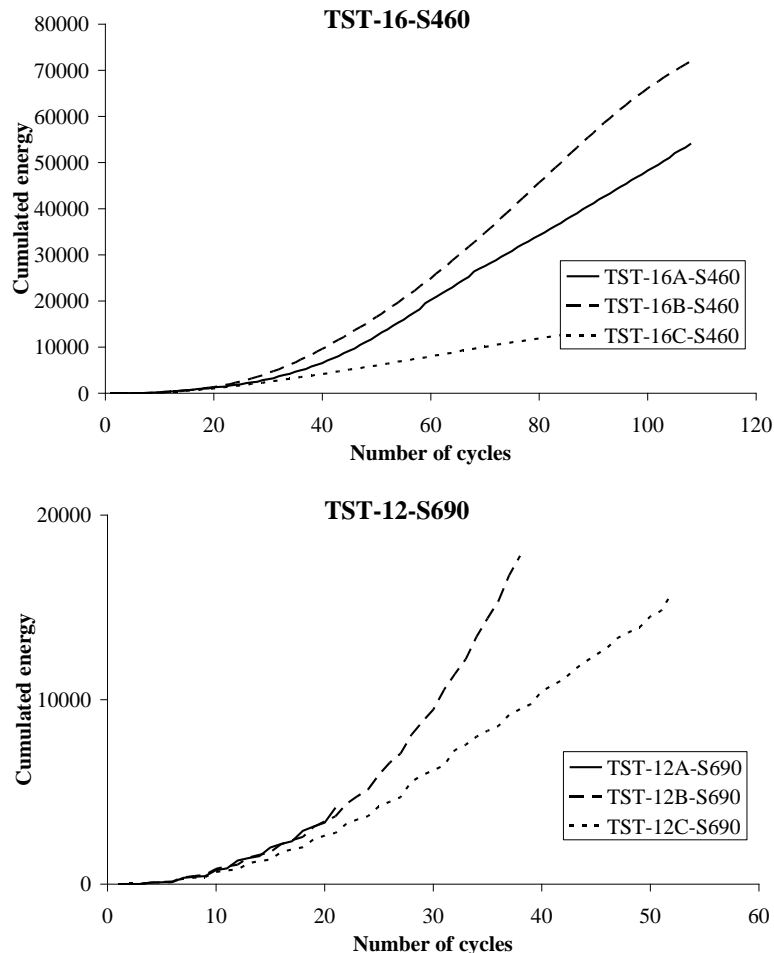 TST-16-S460
80000
70000
60000
50000
40000
30000
20000
10000
0
Cumulated energy
TST-16A-S460
TST-16B-S460
TST-16C-S460
0 20 40 60 80 100 120
Number of cycles
TST-12-S690
20000
10000
0
Cumulated energy
TST-12A-S690
TST-12B-S690
TST-12C-S690
0 10 20 30 40 50 60
Number of cycles